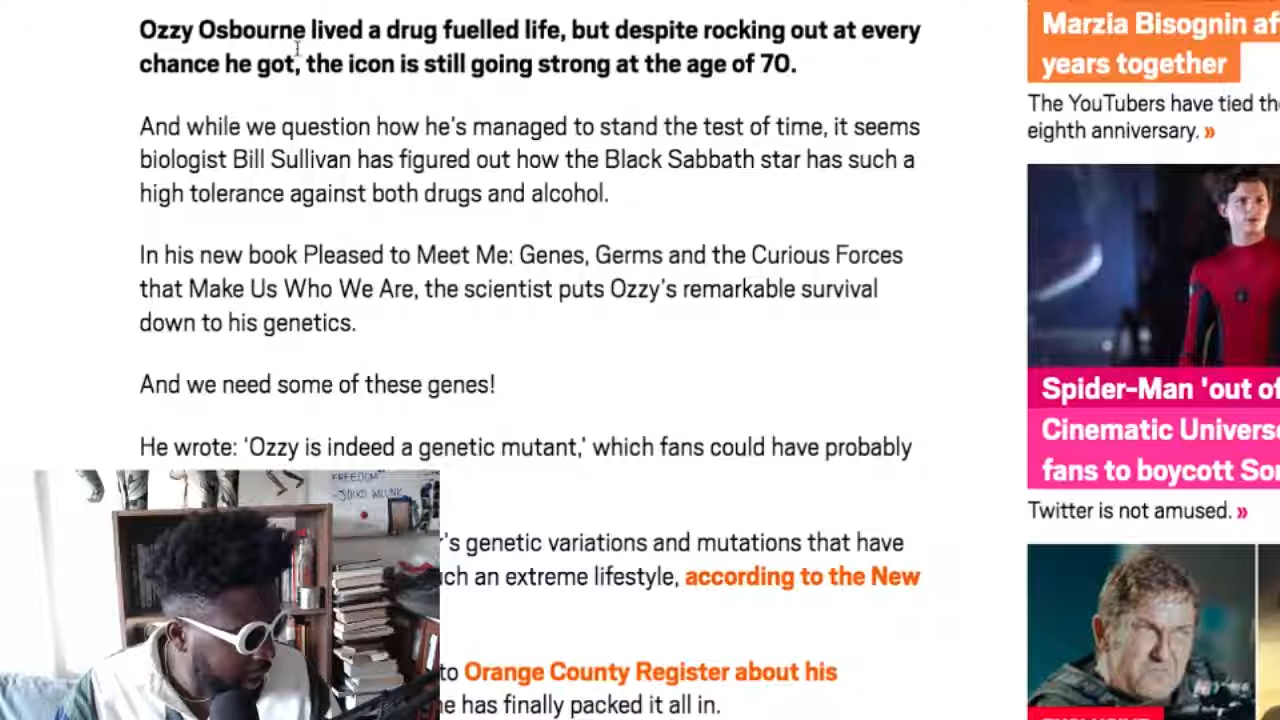 Ozzy Osbourne lived a drug fuelled life, but despite rocking out at every
chance he got, the icon is still going strong at the age of 70.
And while we question how he's managed to stand the test of time, it seems
biologist Bill Sullivan has figured out how the Black Sabbath star has such a
high tolerance against both drugs and alcohol.
In his new book Pleased to Meet Me: Genes, Germs and the Curious Forces
that Make Us Who We Are, the scientist puts Ozzy's remarkable survival
down to his genetics.
And we need some of these genes!
He wrote: 'Ozzy is indeed a genetic mutant,' which fans could have probably
's genetic variations and mutations that have
ch an extreme lifestyle, according to the New
to Orange County Register about his
e has finally packed it all in.
FREEDOM"
-JOCKO WILLINK
Marzia Bisognin af
years together
The YouTubers have tied th
eighth anniversary. »
Spider-Man 'out of
Cinematic Univers
fans to boycott So
Twitter is not amused. »